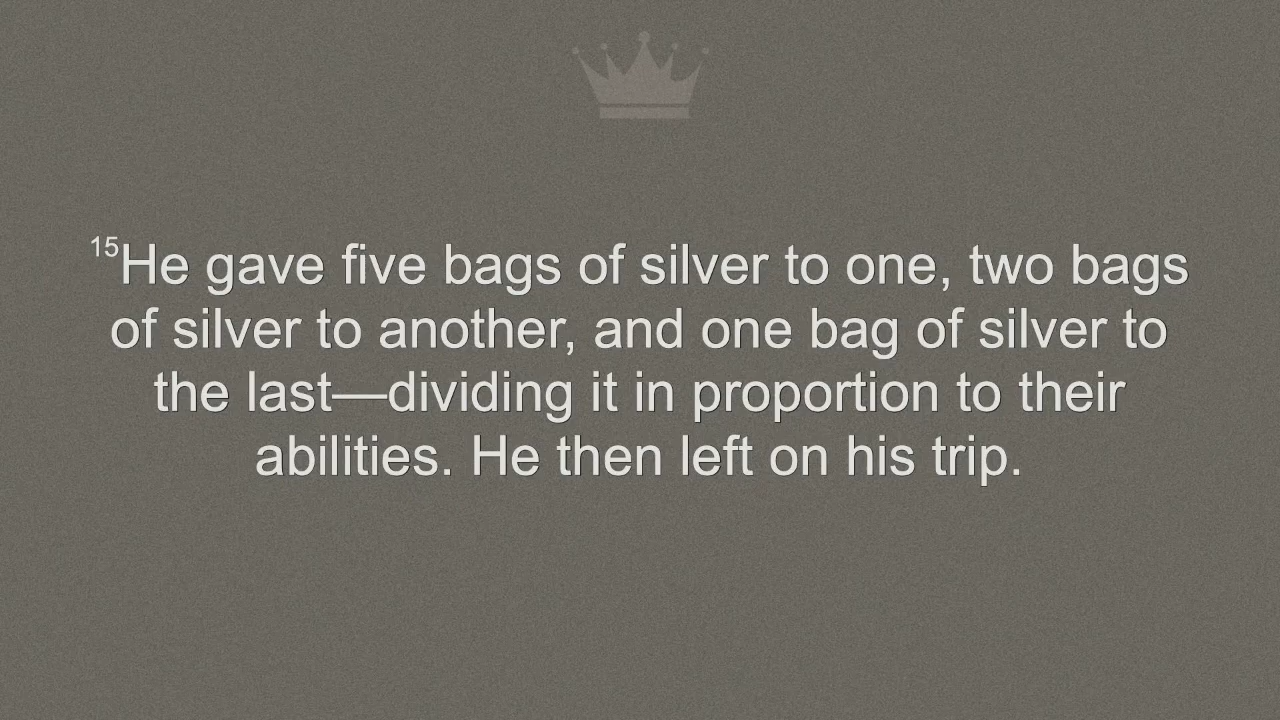 15He gave five bags of silver to one, two bags
of silver to another, and one bag of silver to
the last—dividing it in proportion to their
abilities. He then left on his trip.